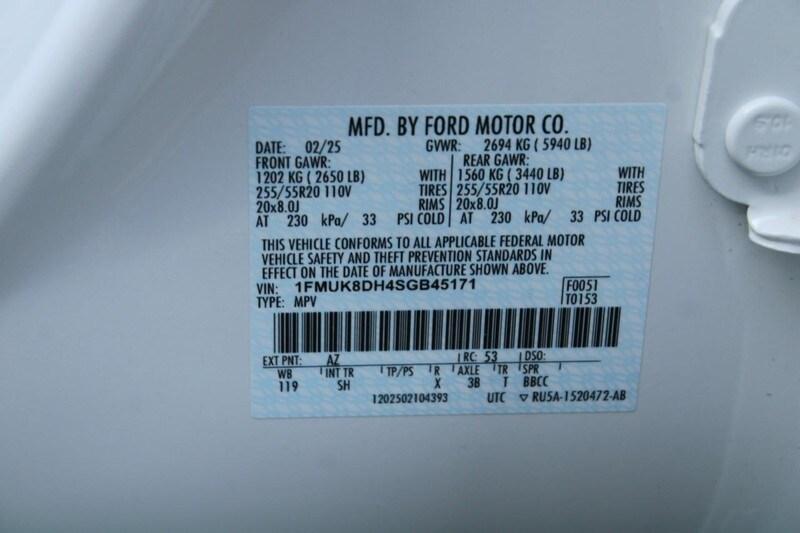 MFD. BY FORD MOTOR CO.
DATE: 02/25 GVWR: 2694 KG ( 5940 LB)
FRONT GAWR: REAR GAWR:
1202 KG ( 2650 LB) WITH 1560 KG ( 3440 LB) WITH
255/55R20 110V TIRES 255/55R20 110V TIRES
20x8.0J RIMS 20x8.0J RIMS
AT 230 kPa/ 33 PSI COLD AT 230 kPa/ 33 PSI COLD
THIS VEHICLE CONFORMS TO ALL APPLICABLE FEDERAL MOTOR
VEHICLE SAFETY AND THEFT PREVENTION STANDARDS IN
EFFECT ON THE DATE OF MANUFACTURE SHOWN ABOVE.
VIN: 1FMUK8DH4SGB45171 F0051
TYPE: MPV T0153
EXT PNT: AZ RC: 53 DSO:
WB INT TR TP/PS R AXLE TR SPR
119 SH X 3B T BBCC
1202502104393 UTC ▽ RU5A-1520472-AB
10.9